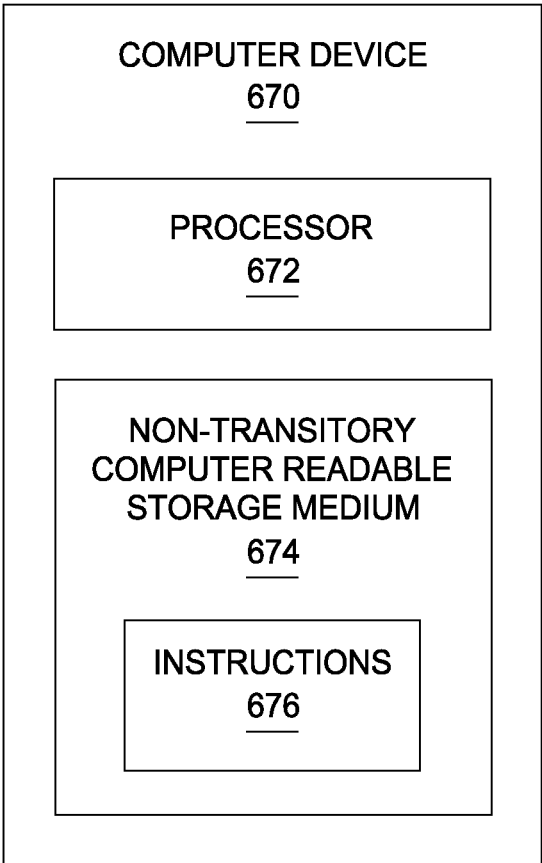 COMPUTER DEVICE
670
PROCESSOR
672
NON-TRANSITORY
COMPUTER READABLE
STORAGE MEDIUM
674
INSTRUCTIONS
676